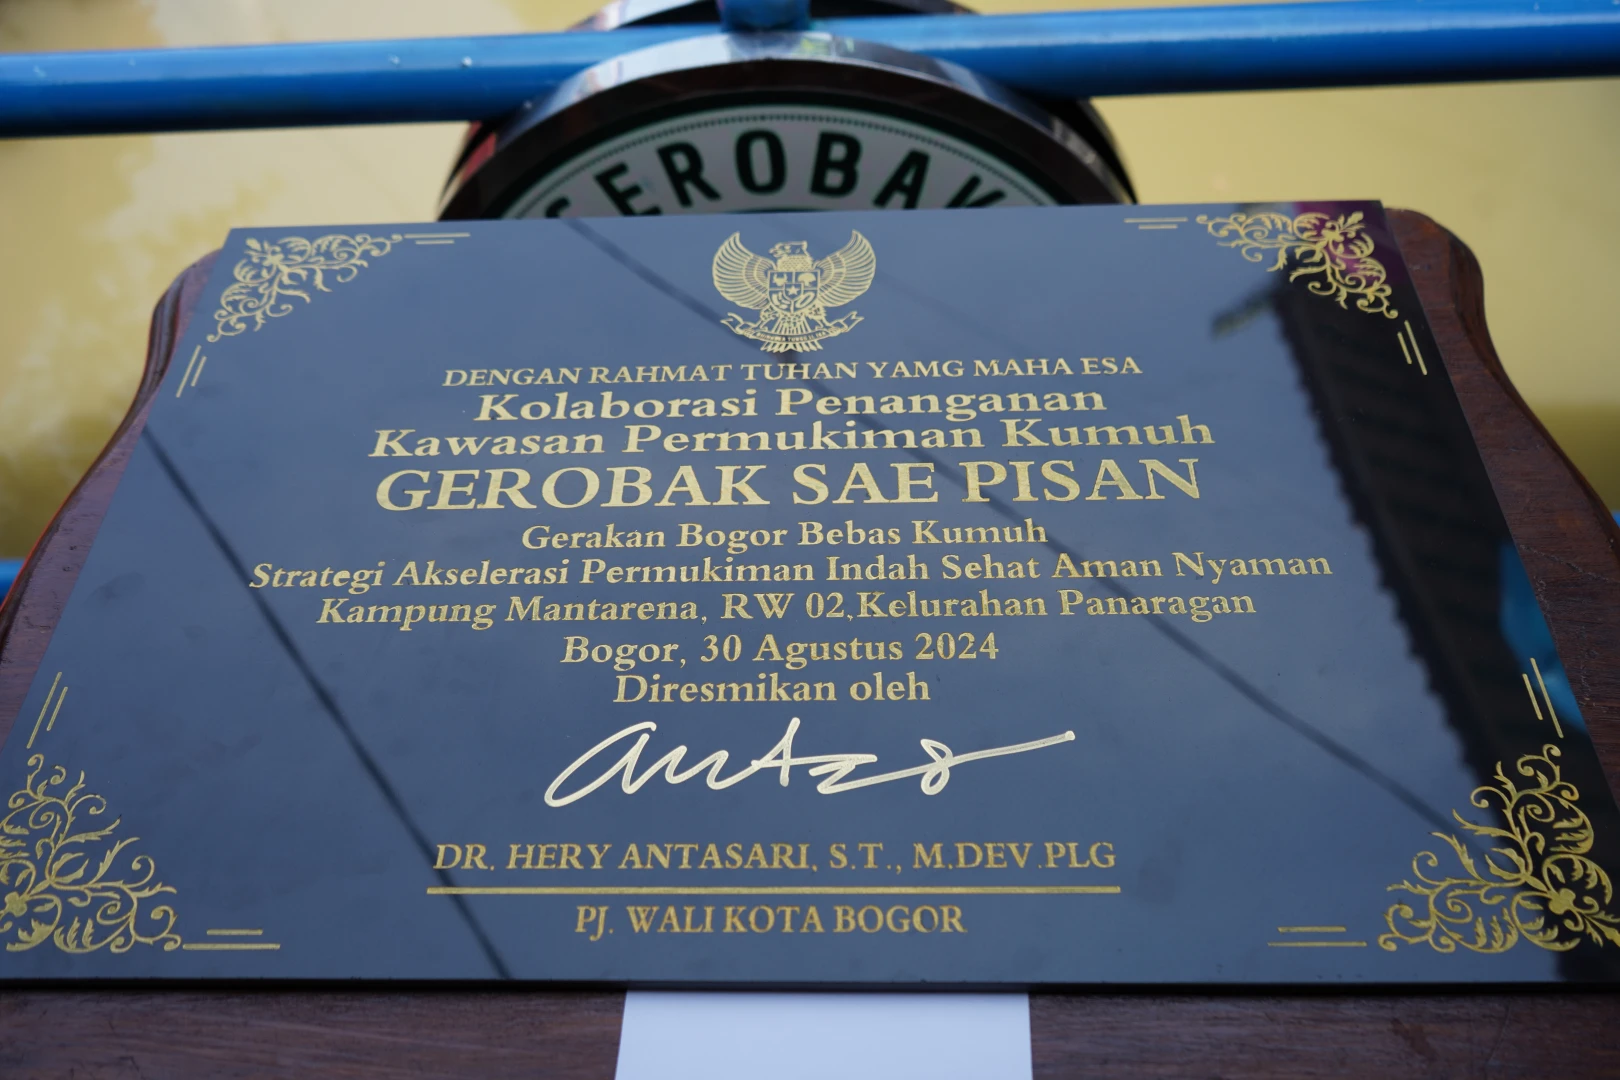 GEROBAK
DENGAN RAHMAT TUHAN YAMG MAHA ESA
Kolaborasi Penanganan
Kawasan Permukiman Kumuh
GEROBAK SAE PISAN
Gerakan Bogor Bebas Kumuh
Strategi Akselerasi Permukiman Indah Sehat Aman Nyaman
Kampung Mantarena, RW 02,Kelurahan Panaragan
Bogor, 30 Agustus 2024
Diresmikan oleh
DR. HERY ANTASARI, S.T., M.DEV.PLG
PJ. WALI KOTA BOGOR